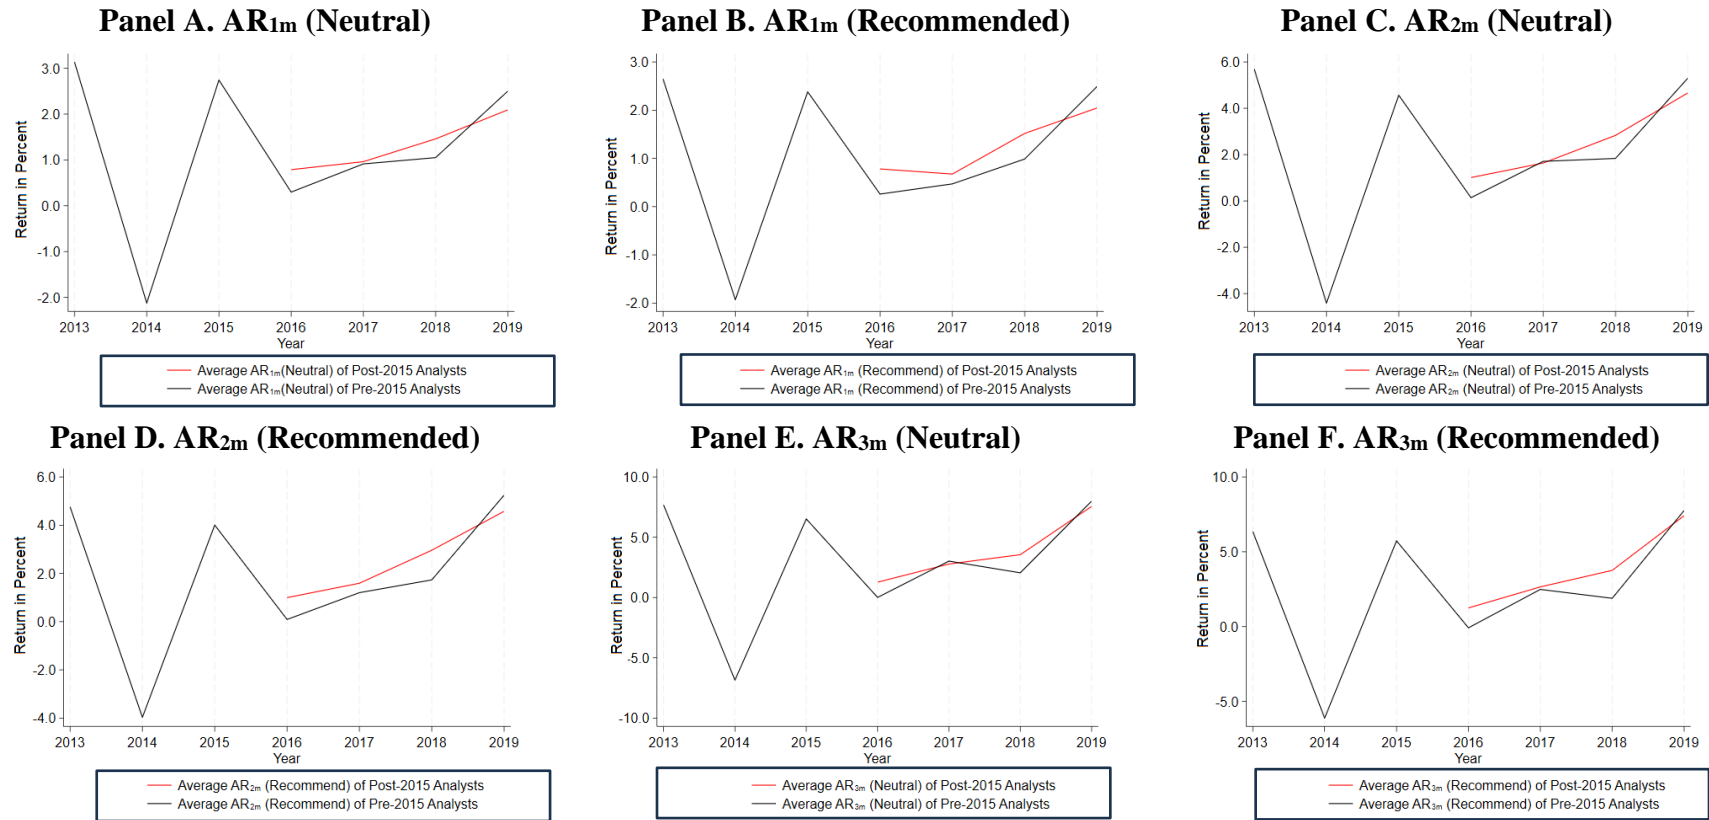 Panel A. AR1m (Neutral)
Return in Percent
3.0
2.0
1.0
0.0
-1.0
-2.0
2013 2014 2015 2016 2017 2018 2019
Year
Average AR1m(Neutral) of Post-2015 Analysts
Average AR1m(Neutral) of Pre-2015 Analysts
Panel B. AR1m (Recommended)
Return in Percent
3.0
2.0
1.0
0.0
-1.0
-2.0
2013 2014 2015 2016 2017 2018 2019
Year
Average AR1m (Recommend) of Post-2015 Analysts
Average AR1m (Recommend) of Pre-2015 Analysts
Panel C. AR2m (Neutral)
Return in Percent
6.0
4.0
2.0
0.0
-2.0
-4.0
2013 2014 2015 2016 2017 2018 2019
Year
Average AR2m (Neutral) of Post-2015 Analysts
Average AR2m (Neutral) of Pre-2015 Analysts
Panel D. AR2m (Recommended)
Return in Percent
6.0
4.0
2.0
0.0
-2.0
-4.0
2013 2014 2015 2016 2017 2018 2019
Year
Average AR2m (Recommend) of Post-2015 Analysts
Average AR2m (Recommend) of Pre-2015 Analysts
Panel E. AR3m (Neutral)
Return in Percent
10.0
5.0
0.0
-5.0
-10.0
2013 2014 2015 2016 2017 2018 2019
Year
Average AR3m (Neutral) of Post-2015 Analysts
Average AR3m (Neutral) of Pre-2015 Analysts
Panel F. AR3m (Recommended)
Return in Percent
10.0
5.0
0.0
-5.0
2013 2014 2015 2016 2017 2018 2019
Year
Average AR3m (Recommend) of Post-2015 Analysts
Average AR3m (Recommend) of Pre-2015 Analysts